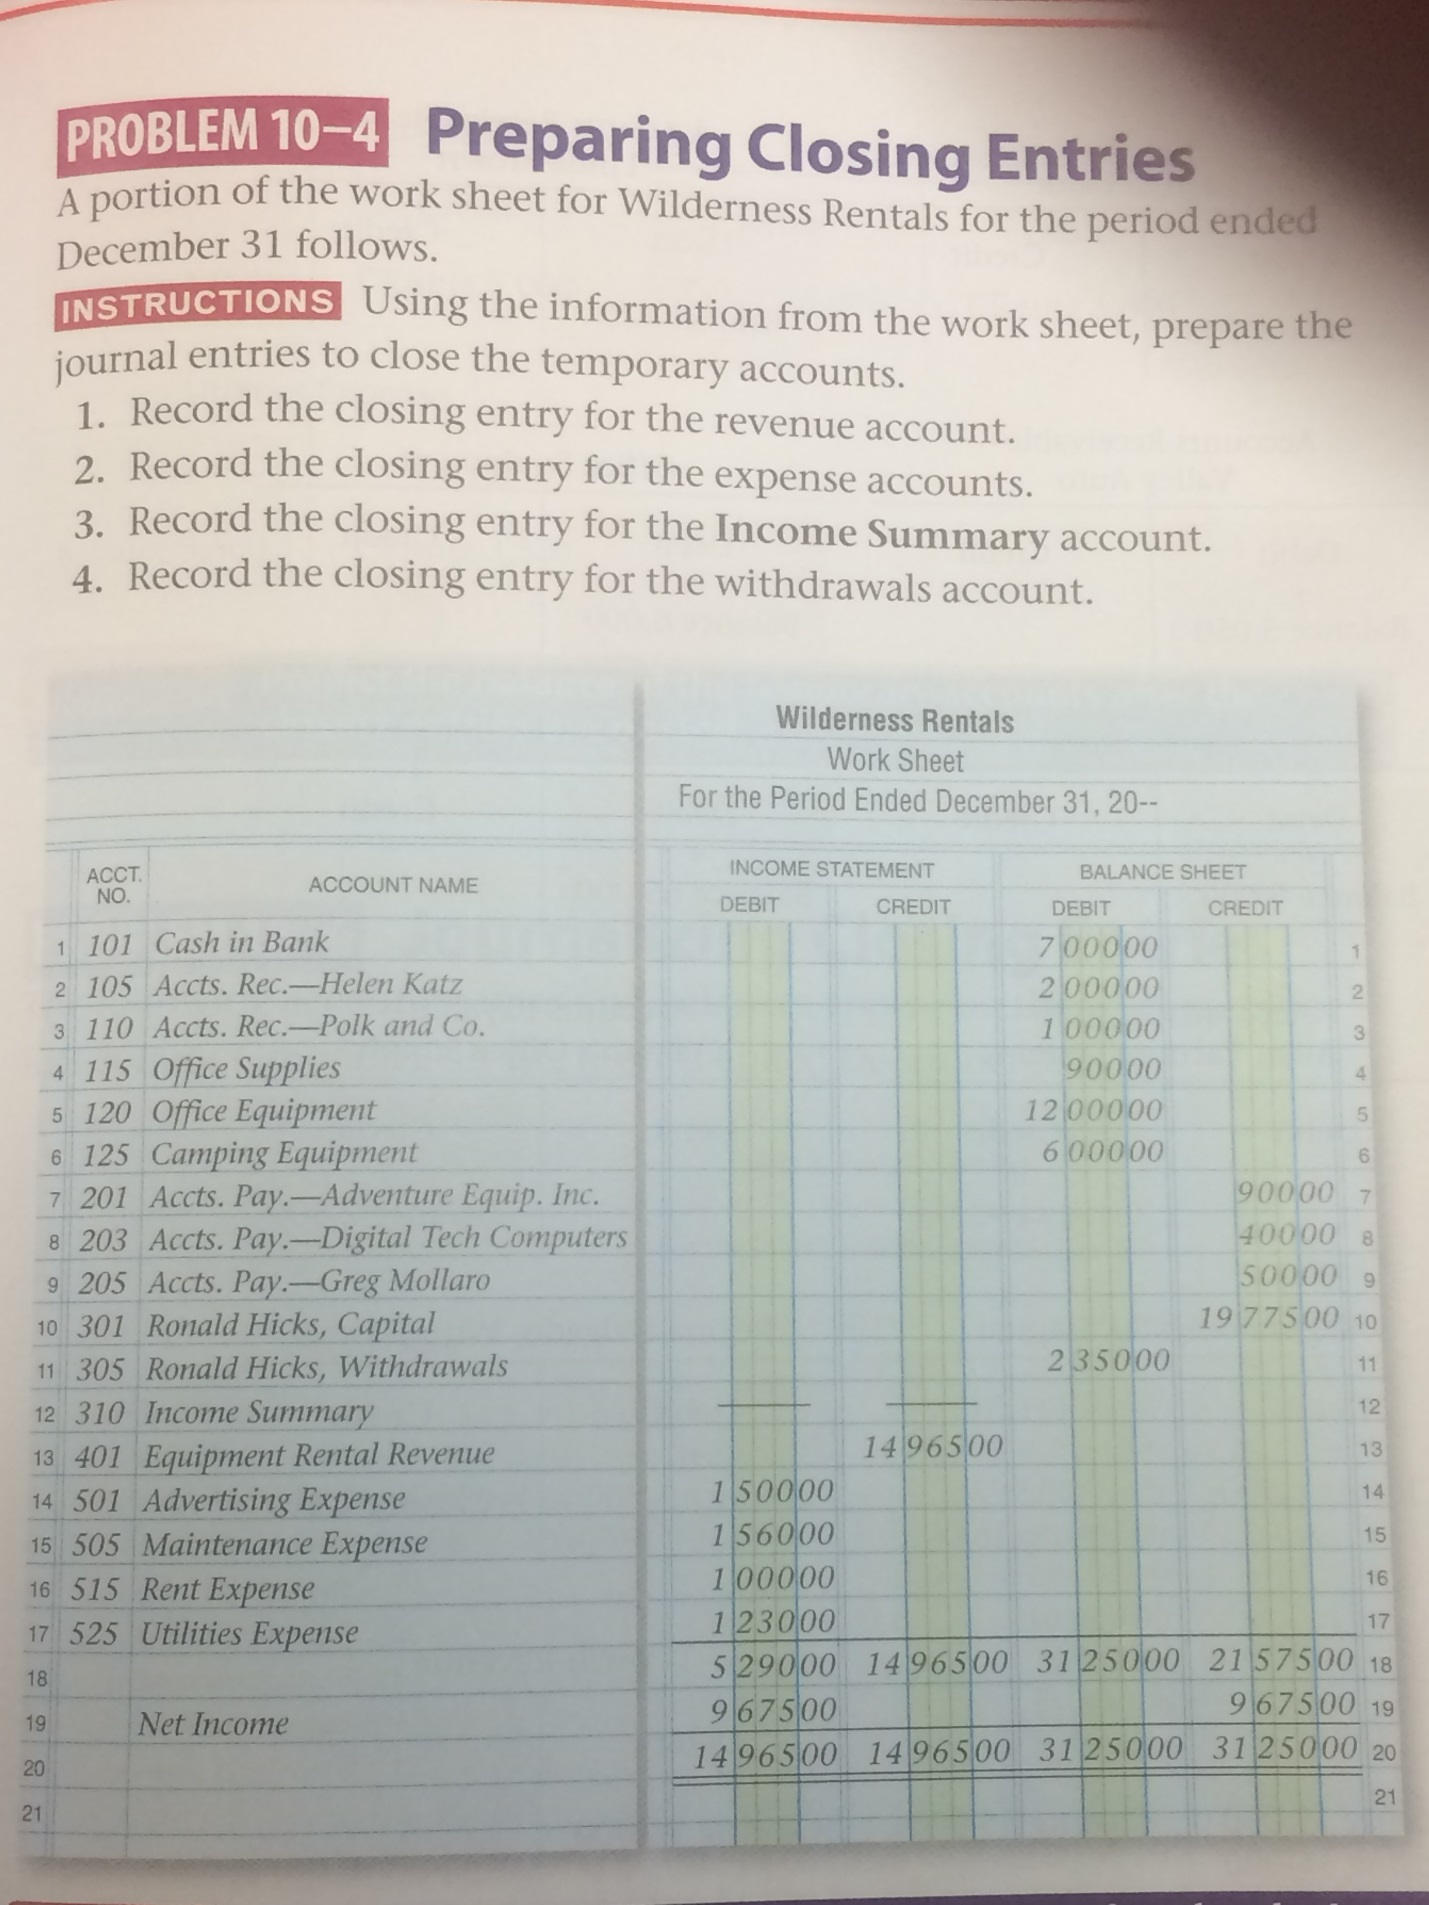 PROBLEM 10–4 Preparing Closing Entries
A portion of the work sheet for Wilderness Rentals for the period ended
December 31 follows.
INSTRUCTIONS Using the information from the work sheet, prepare the
journal entries to close the temporary accounts.
1. Record the closing entry for the revenue account.
2. Record the closing entry for the expense accounts.
3. Record the closing entry for the Income Summary account.
4. Record the closing entry for the withdrawals account.
Wilderness Rentals
Work Sheet
For the Period Ended December 31, 20--
ACCT. NO. ACCOUNT NAME INCOME STATEMENT BALANCE SHEET
DEBIT CREDIT DEBIT CREDIT
1 101 Cash in Bank 7 000 00 1
2 105 Accts. Rec.—Helen Katz 2 000 00 2
3 110 Accts. Rec.—Polk and Co. 1 000 00 3
4 115 Office Supplies 900 00 4
5 120 Office Equipment 12 000 00 5
6 125 Camping Equipment 6 000 00 6
7 201 Accts. Pay.—Adventure Equip. Inc. 900 00 7
8 203 Accts. Pay.—Digital Tech Computers 400 00 8
9 205 Accts. Pay.—Greg Mollaro 500 00 9
10 301 Ronald Hicks, Capital 19 775 00 10
11 305 Ronald Hicks, Withdrawals 2 350 00 11
12 310 Income Summary 12
13 401 Equipment Rental Revenue 14 965 00 13
14 501 Advertising Expense 1 500 00 14
15 505 Maintenance Expense 1 560 00 15
16 515 Rent Expense 1 000 00 16
17 525 Utilities Expense 1 230 00 17
18 5 290 00 14 965 00 31 250 00 21 575 00 18
19 Net Income 9 675 00 9 675 00 19
20 14 965 00 14 965 00 31 250 00 31 250 00 20
21 21